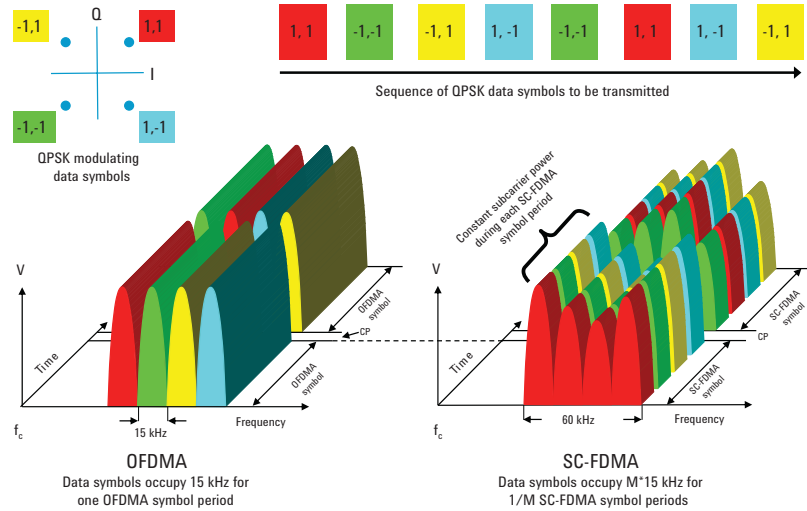 -1,1
Q
1,1
I
-1,-1
1,-1
QPSK modulating
data symbols
1, 1
-1,-1
-1, 1
1, -1
-1,-1
1, 1
1, -1
-1, 1
Sequence of QPSK data symbols to be transmitted
V
Time
OFDMA
symbol
CP
OFDMA
symbol
15 kHz
Frequency
fc
OFDMA
Data symbols occupy 15 kHz for
one OFDMA symbol period
Constant subcarrier power
during each SC-FDMA
symbol period
V
Time
SC-FDMA
symbol
CP
SC-FDMA
symbol
60 kHz
Frequency
fc
SC-FDMA
Data symbols occupy M*15 kHz for
1/M SC-FDMA symbol periods